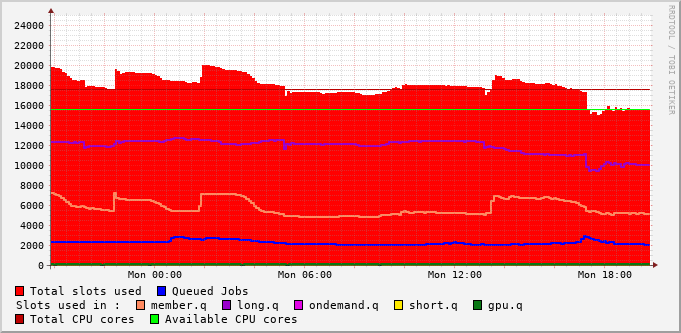 24000
22000
20000
18000
16000
14000
12000
10000
8000
6000
4000
2000
0
Mon 00:00 Mon 06:00 Mon 12:00 Mon 18:00
RRDTOOL / TOBI OETIKER
Total slots used Queued Jobs
Slots used in : member.q long.q ondemand.q short.q gpu.q
Total CPU cores Available CPU cores